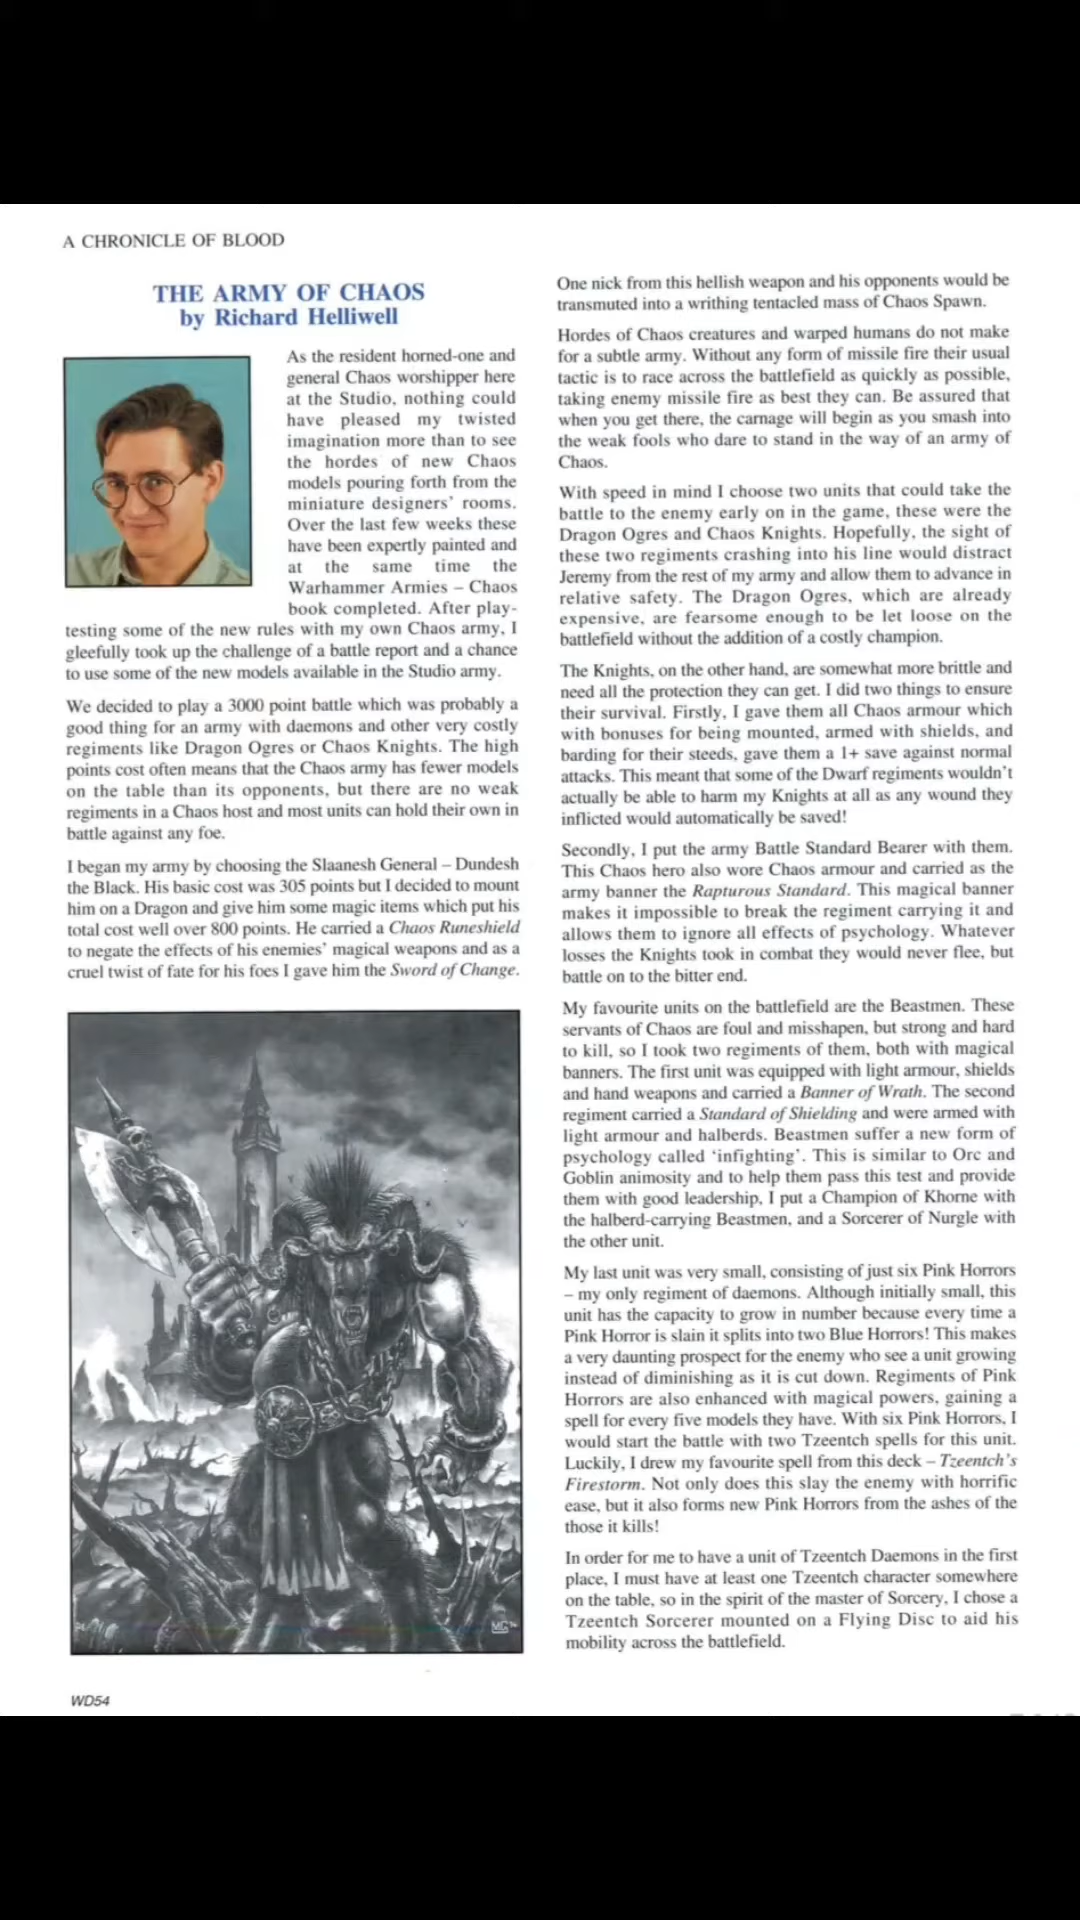 A CHRONICLE OF BLOOD
THE ARMY OF CHAOS
by Richard Helliwell
As the resident horned-one and
general Chaos worshipper here
at the Studio, nothing could
have pleased my twisted
imagination more than to see
the hordes of new Chaos
models pouring forth from the
miniature designers' rooms.
Over the last few weeks these
have been expertly painted and
at the same time the
Warhammer Armies – Chaos
book completed. After play-
testing some of the new rules with my own Chaos army, I
gleefully took up the challenge of a battle report and a chance
to use some of the new models available in the Studio army.
We decided to play a 3000 point battle which was probably a
good thing for an army with daemons and other very costly
regiments like Dragon Ogres or Chaos Knights. The high
points cost often means that the Chaos army has fewer models
on the table than its opponents, but there are no weak
regiments in a Chaos host and most units can hold their own in
battle against any foe.
I began my army by choosing the Slaanesh General – Dundesh
the Black. His basic cost was 305 points but I decided to mount
him on a Dragon and give him some magic items which put his
total cost well over 800 points. He carried a Chaos Runeshield
to negate the effects of his enemies' magical weapons and as a
cruel twist of fate for his foes I gave him the Sword of Change.
One nick from this hellish weapon and his opponents would be
transmuted into a writhing tentacled mass of Chaos Spawn.
Hordes of Chaos creatures and warped humans do not make
for a subtle army. Without any form of missile fire their usual
tactic is to race across the battlefield as quickly as possible,
taking enemy missile fire as best they can. Be assured that
when you get there, the carnage will begin as you smash into
the weak fools who dare to stand in the way of an army of
Chaos.
With speed in mind I choose two units that could take the
battle to the enemy early on in the game, these were the
Dragon Ogres and Chaos Knights. Hopefully, the sight of
these two regiments crashing into his line would distract
Jeremy from the rest of my army and allow them to advance in
relative safety. The Dragon Ogres, which are already
expensive, are fearsome enough to be let loose on the
battlefield without the addition of a costly champion.
The Knights, on the other hand, are somewhat more brittle and
need all the protection they can get. I did two things to ensure
their survival. Firstly, I gave them all Chaos armour which
with bonuses for being mounted, armed with shields, and
barding for their steeds, gave them a 1+ save against normal
attacks. This meant that some of the Dwarf regiments wouldn't
actually be able to harm my Knights at all as any wound they
inflicted would automatically be saved!
Secondly, I put the army Battle Standard Bearer with them.
This Chaos hero also wore Chaos armour and carried as the
army banner the Rapturous Standard. This magical banner
makes it impossible to break the regiment carrying it and
allows them to ignore all effects of psychology. Whatever
losses the Knights took in combat they would never flee, but
battle on to the bitter end.
My favourite units on the battlefield are the Beastmen. These
servants of Chaos are foul and misshapen, but strong and hard
to kill, so I took two regiments of them, both with magical
banners. The first unit was equipped with light armour, shields
and hand weapons and carried a Banner of Wrath. The second
regiment carried a Standard of Shielding and were armed with
light armour and halberds. Beastmen suffer a new form of
psychology called 'infighting'. This is similar to Orc and
Goblin animosity and to help them pass this test and provide
them with good leadership, I put a Champion of Khorne with
the halberd-carrying Beastmen, and a Sorcerer of Nurgle with
the other unit.
My last unit was very small, consisting of just six Pink Horrors
– my only regiment of daemons. Although initially small, this
unit has the capacity to grow in number because every time a
Pink Horror is slain it splits into two Blue Horrors! This makes
a very daunting prospect for the enemy who see a unit growing
instead of diminishing as it is cut down. Regiments of Pink
Horrors are also enhanced with magical powers, gaining a
spell for every five models they have. With six Pink Horrors, I
would start the battle with two Tzeentch spells for this unit.
Luckily, I drew my favourite spell from this deck – Tzeentch's
Firestorm. Not only does this slay the enemy with horrific
ease, but it also forms new Pink Horrors from the ashes of the
those it kills!
In order for me to have a unit of Tzeentch Daemons in the first
place, I must have at least one Tzeentch character somewhere
on the table, so in the spirit of the master of Sorcery, I chose a
Tzeentch Sorcerer mounted on a Flying Disc to aid his
mobility across the battlefield.
MG
WD54